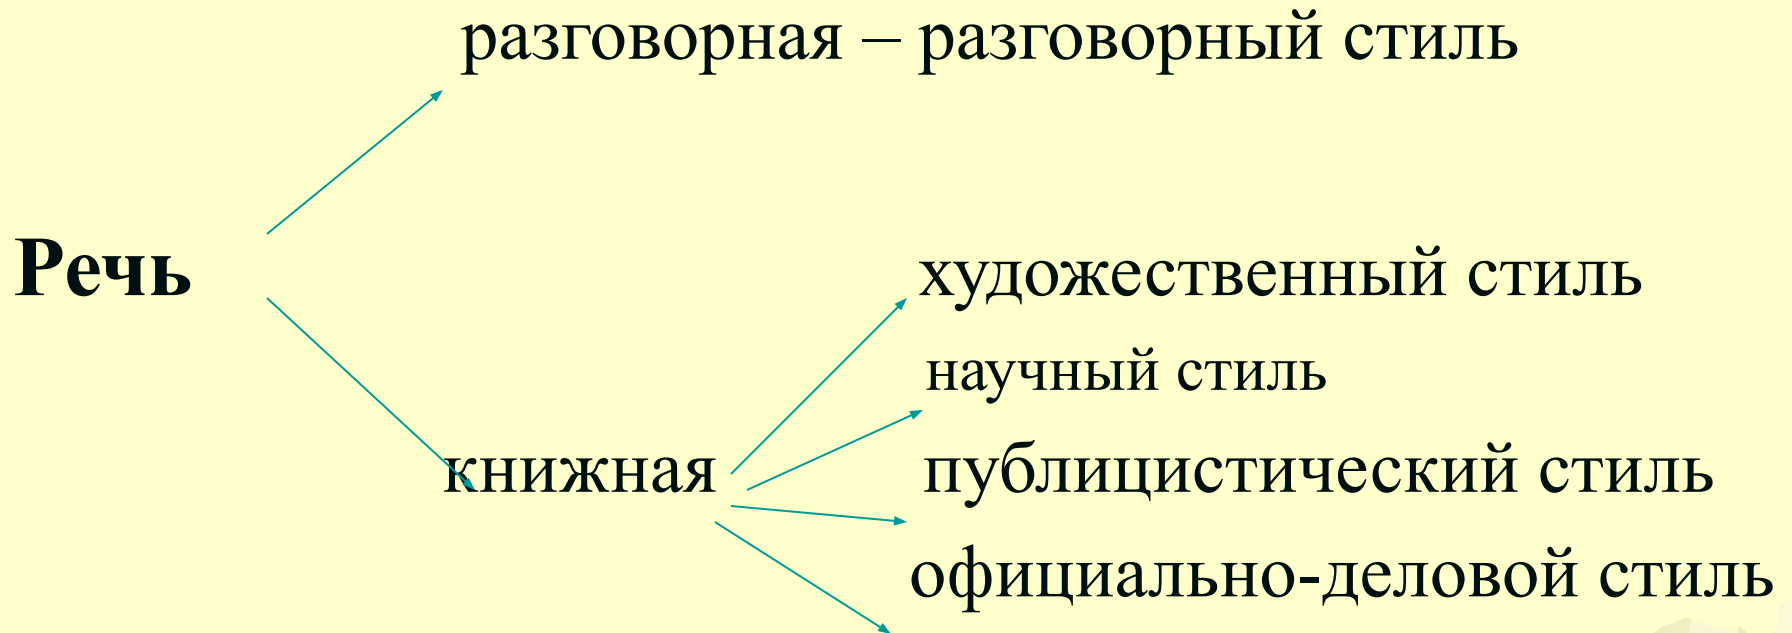 разговорная – разговорный стиль
Речь
художественный стиль
научный стиль
книжная
публицистический стиль
официально-деловой стиль